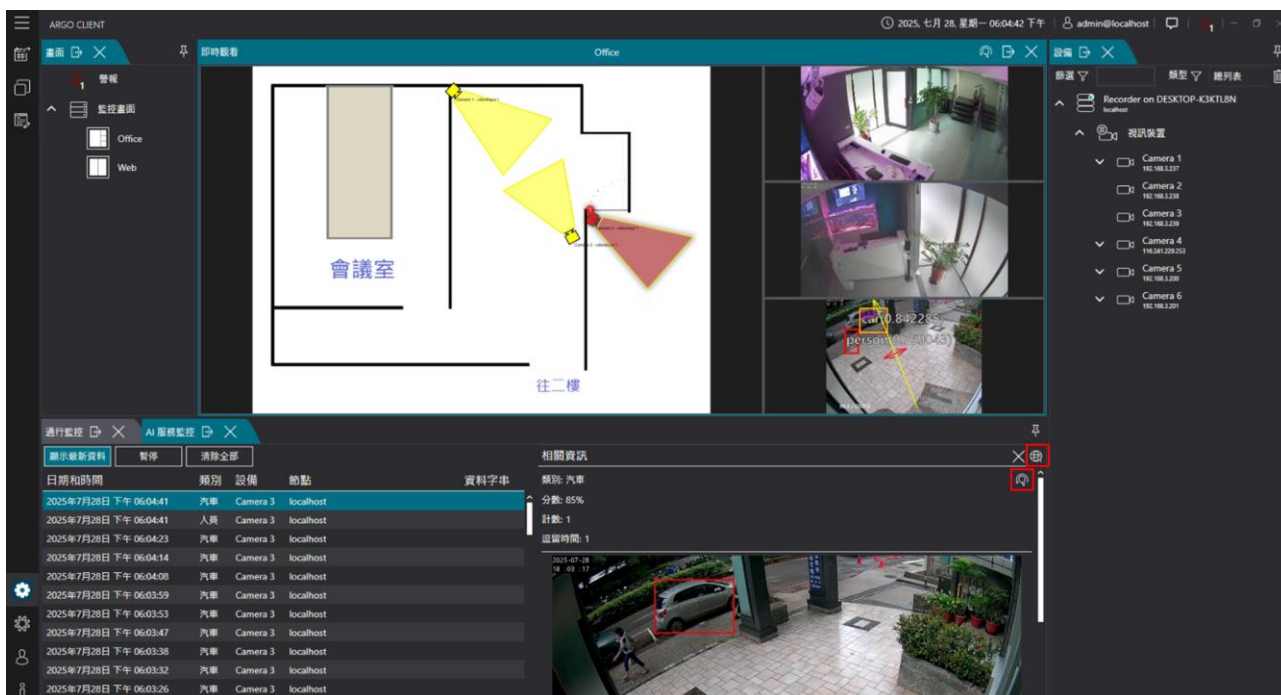 ARGO CLIENT
2025, 七月 28, 星期一 06:04:42 下午
admin@localhost
1
畫面
即時觀看
Office
設備
1
警報
監控畫面
Office
Web
篩選
類型
總列表
Recorder on DESKTOP-K3KTL8N
localhost
視訊裝置
Camera 1
192.168.3.237
Camera 2
192.168.3.238
Camera 3
192.168.3.239
Camera 4
116.241.229.253
Camera 5
192.168.3.200
Camera 6
192.168.3.201
會議室
往二樓
通行監控
AI 服務監控
顯示最新資料
暫停
清除全部
日期和時間 類別 設備 節點 資料字串
2025年7月28日 下午 06:04:41 汽車 Camera 3 localhost
2025年7月28日 下午 06:04:41 人員 Camera 3 localhost
2025年7月28日 下午 06:04:23 汽車 Camera 3 localhost
2025年7月28日 下午 06:04:14 汽車 Camera 3 localhost
2025年7月28日 下午 06:04:08 汽車 Camera 3 localhost
2025年7月28日 下午 06:03:59 汽車 Camera 3 localhost
2025年7月28日 下午 06:03:53 汽車 Camera 3 localhost
2025年7月28日 下午 06:03:47 汽車 Camera 3 localhost
2025年7月28日 下午 06:03:38 汽車 Camera 3 localhost
2025年7月28日 下午 06:03:32 汽車 Camera 3 localhost
2025年7月28日 下午 06:03:26 汽車 Camera 3 localhost
相關資訊
類別: 汽車
分數: 85%
計數: 1
逗留時間: 1
2025-07-28
18 :03 :17